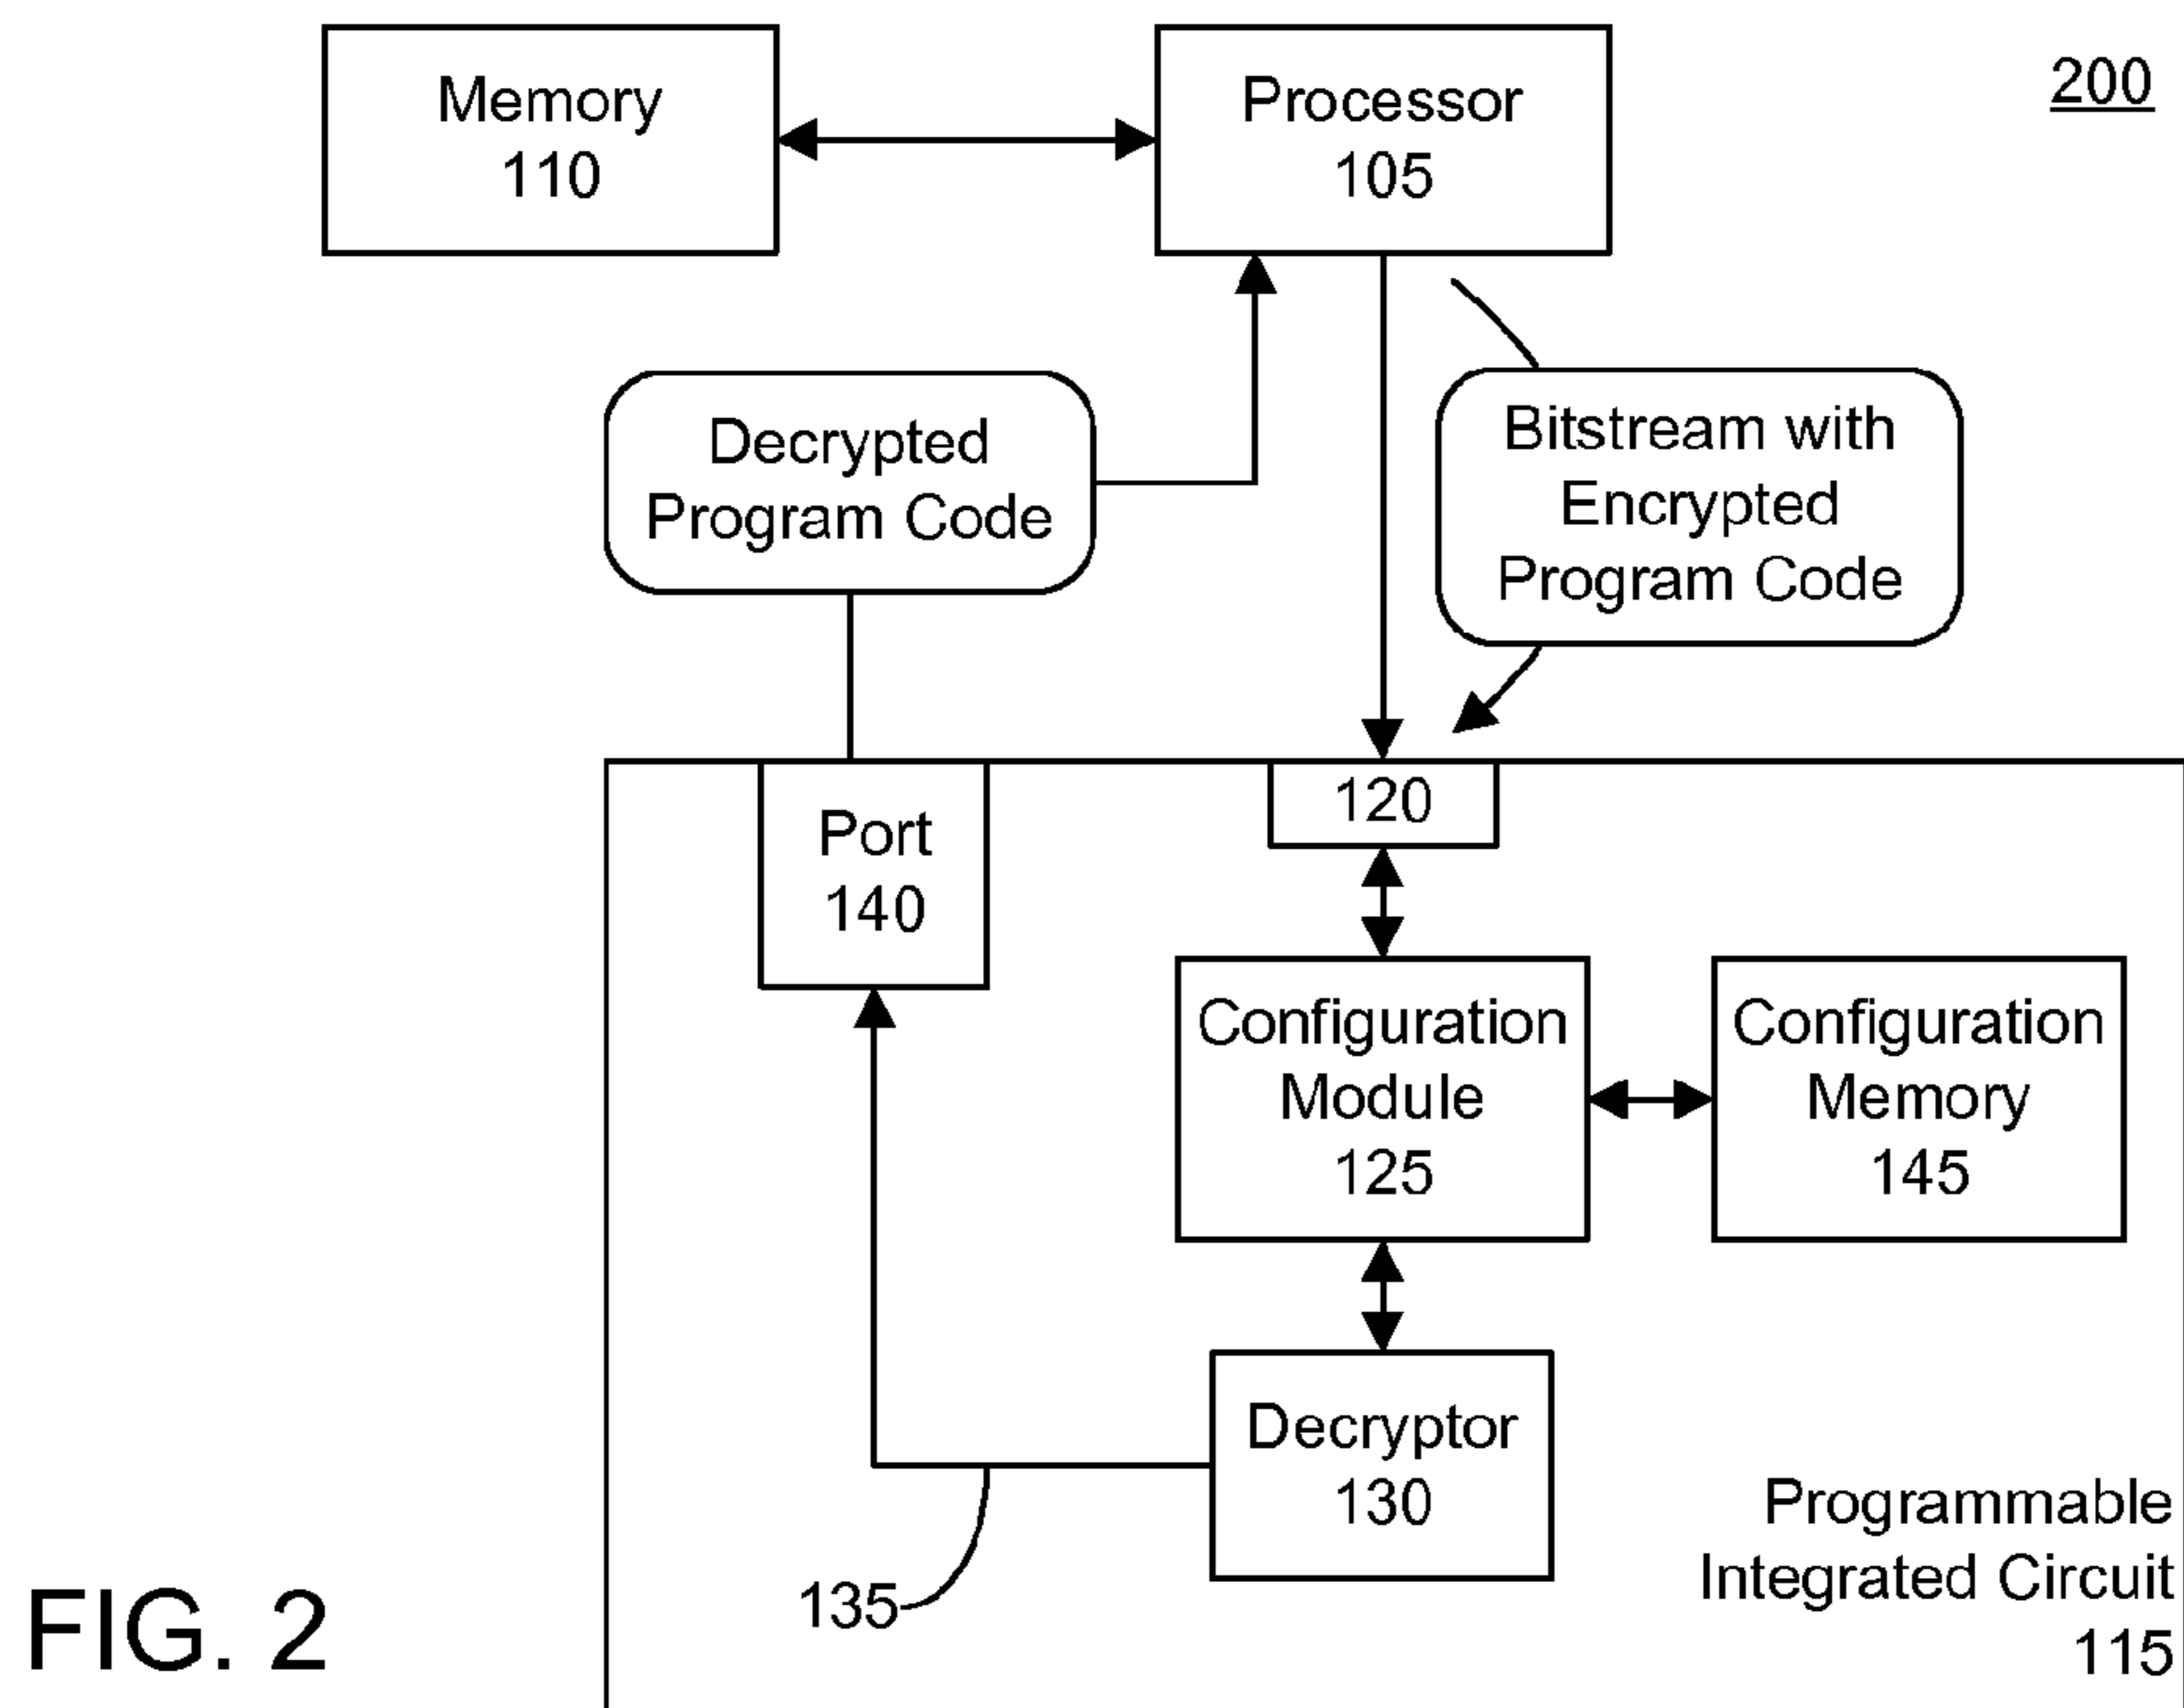 Memory
110
Processor
105
200
Decrypted
Program Code
Bitstream with
Encrypted
Program Code
Port
140
120
Configuration
Module
125
Configuration
Memory
145
Decryptor
130
135
Programmable
Integrated Circuit
115
FIG. 2